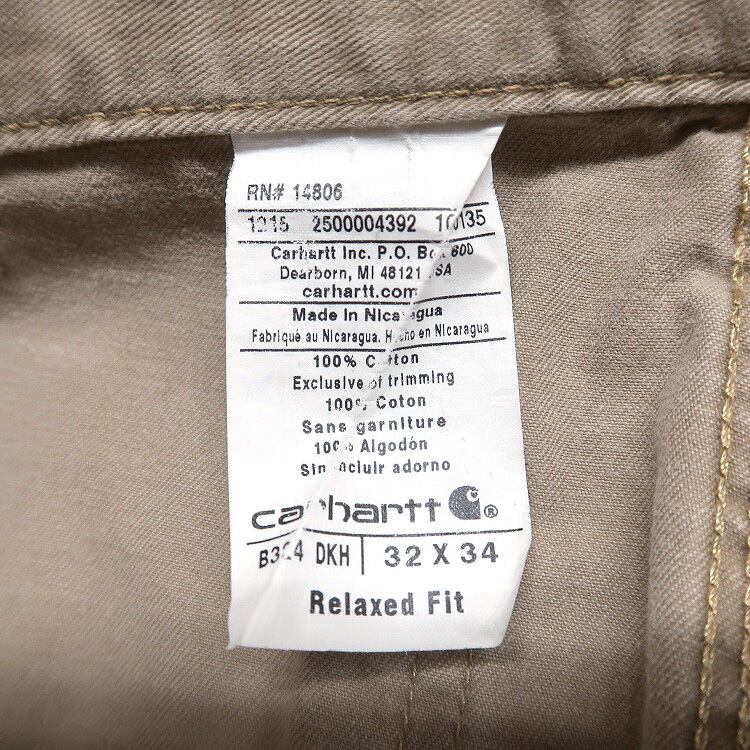 RN# 14806
1215 2500004392 10135
Carhartt Inc. P.O. Box 600
Dearborn, MI 48121 USA
carhartt.com
Made In Nicaragua
Fabriqué au Nicaragua. Hecho en Nicaragua
100% Cotton
Exclusive of trimming
100% Coton
Sans garniture
100% Algodón
Sin incluir adorno
carhartt ®
DKH 32 X 34
Relaxed Fit